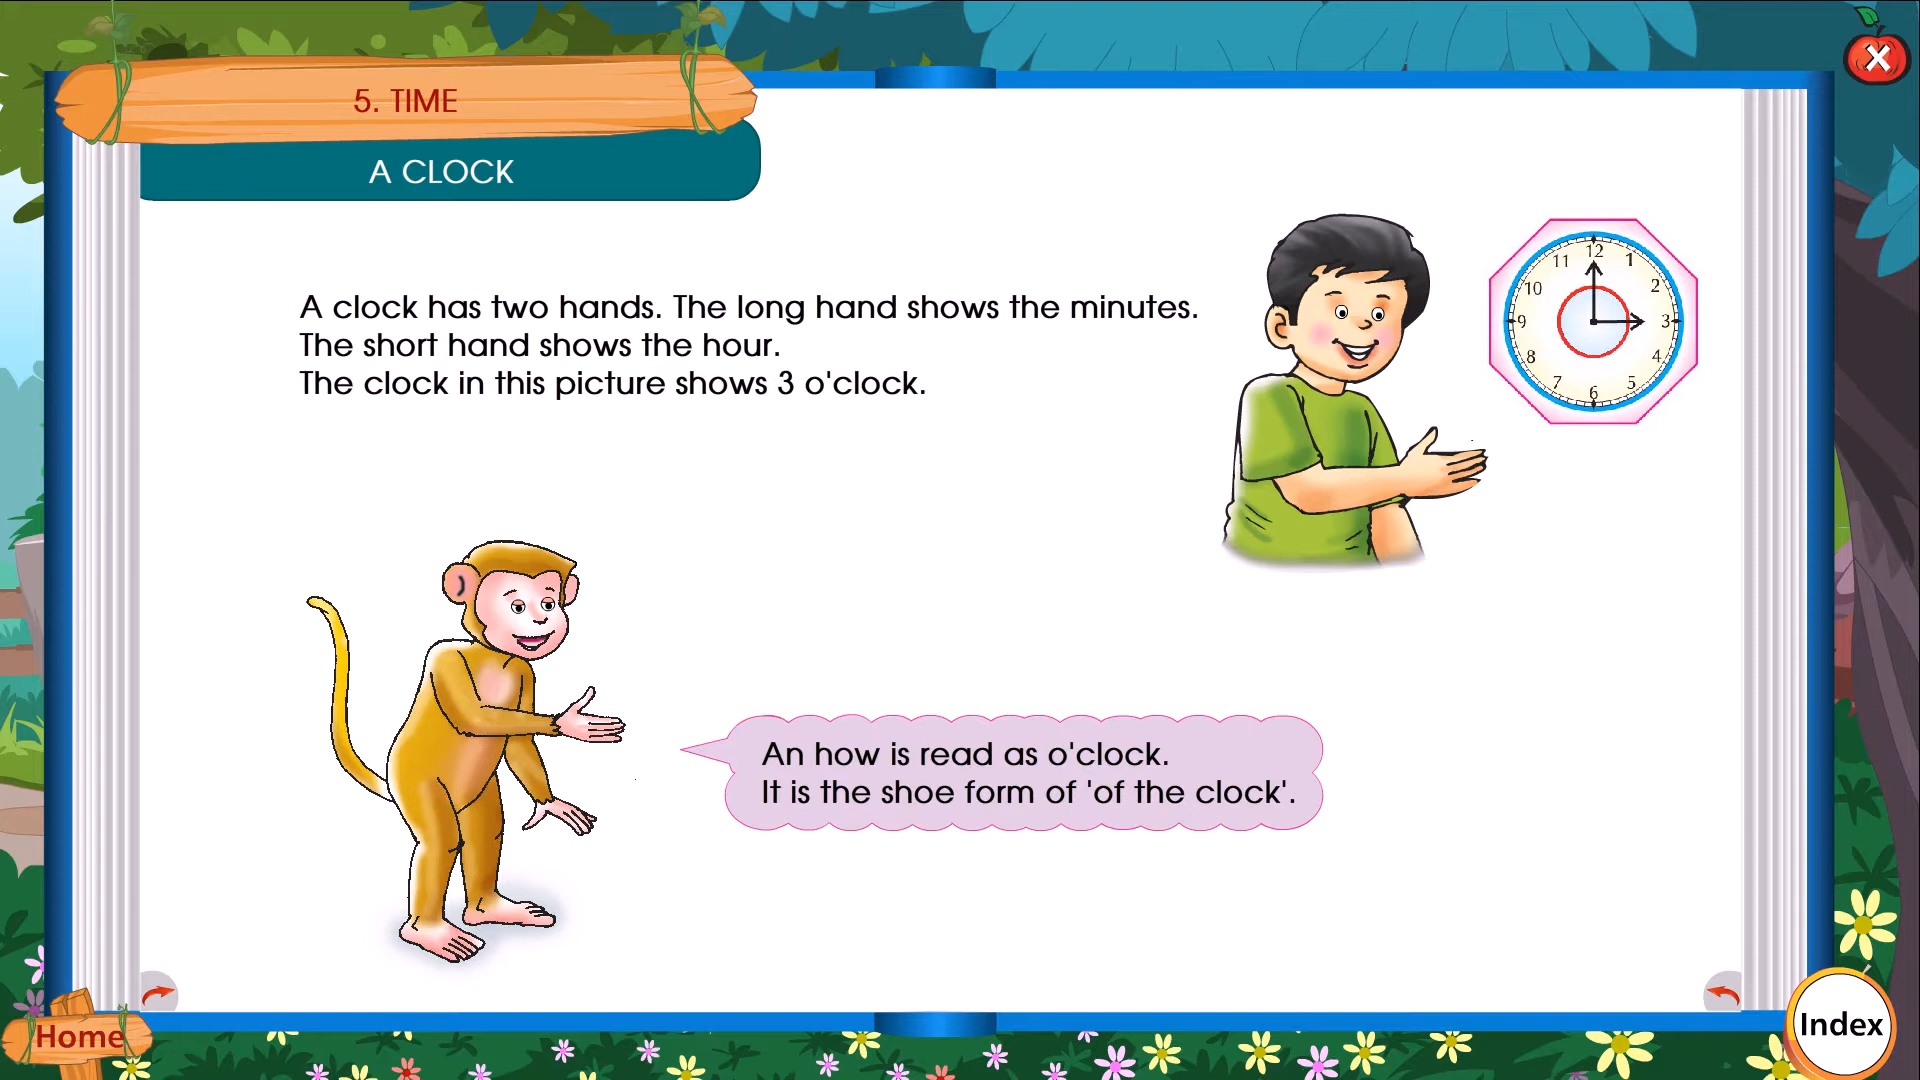 5. TIME
A CLOCK
A clock has two hands. The long hand shows the minutes.
The short hand shows the hour.
The clock in this picture shows 3 o'clock.
12
11 1
10 2
9 3
8 4
7 5
6
An how is read as o'clock.
It is the shoe form of 'of the clock'.
Home
Index